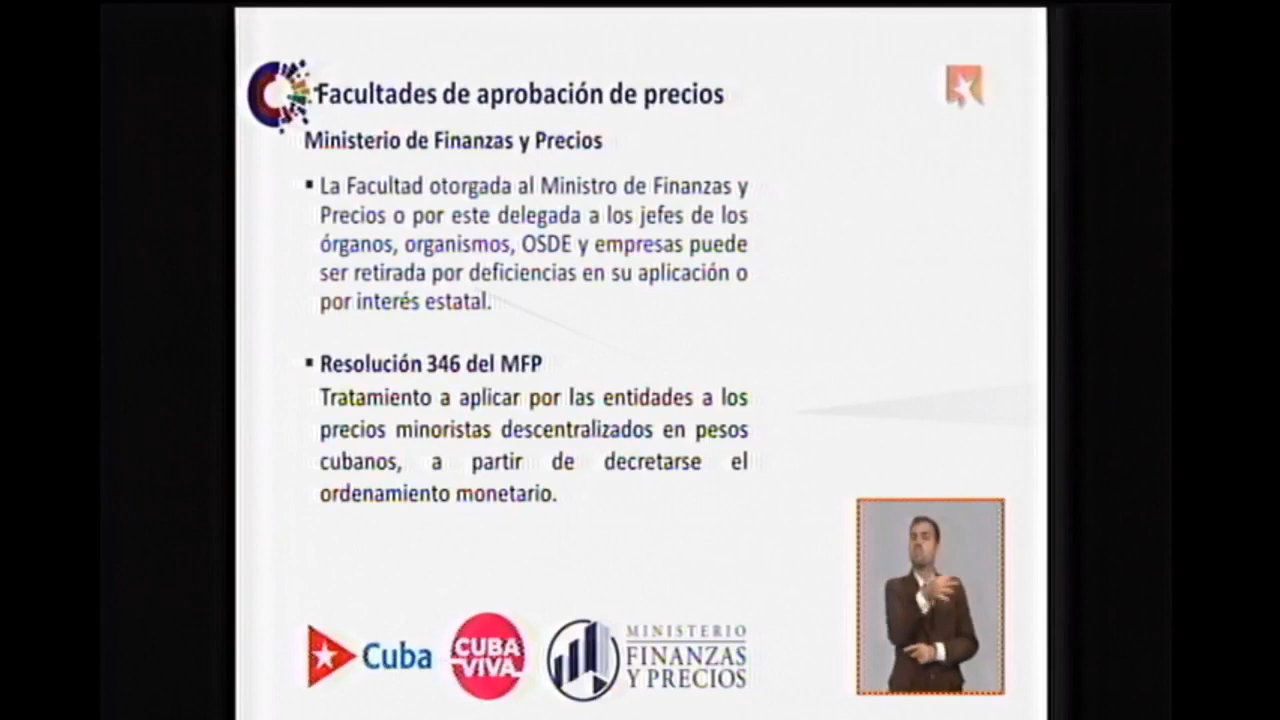 Facultades de aprobación de precios
Ministerio de Finanzas y Precios
▪ La Facultad otorgada al Ministro de Finanzas y
Precios o por este delegada a los jefes de los
órganos, organismos, OSDE y empresas puede
ser retirada por deficiencias en su aplicación o
por interés estatal.
▪ Resolución 346 del MFP
Tratamiento a aplicar por las entidades a los
precios minoristas descentralizados en pesos
cubanos, a partir de decretarse el
ordenamiento monetario.
Cuba
CUBA
VIVA
MINISTERIO
FINANZAS
Y PRECIOS